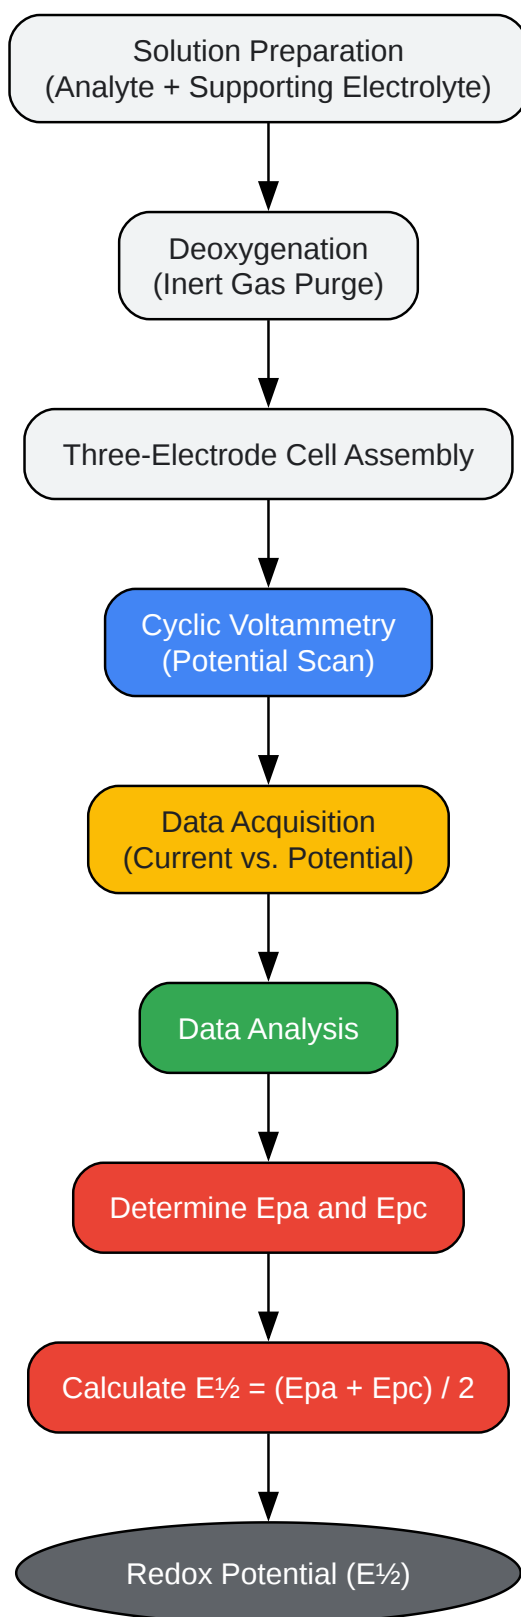 Solution Preparation
(Analyte + Supporting Electrolyte)
Deoxygenation
(Inert Gas Purge)
Three-Electrode Cell Assembly
Cyclic Voltammetry
(Potential Scan)
Data Acquisition
(Current vs. Potential)
Data Analysis
Determine Epa and Epc
Calculate E½ = (Epa + Epc) / 2
Redox Potential (E½)